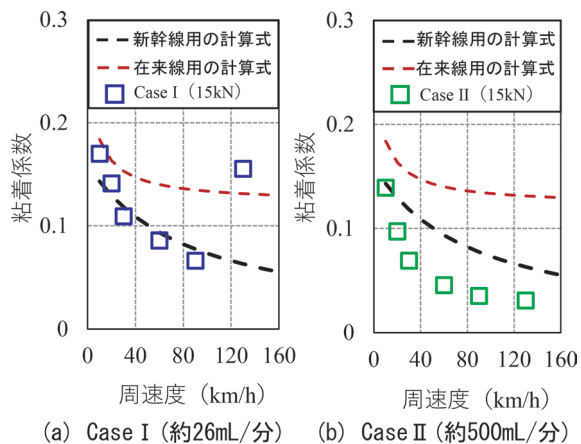 0.3
新幹線用の計算式
在来線用の計算式
Case I (15kN)
0.2
0.1
0
粘着係数
0 40 80 120 160
周速度 (km/h)
(a) Case I (約26mL/分)
0.3
新幹線用の計算式
在来線用の計算式
Case II (15kN)
0.2
0.1
0
粘着係数
0 40 80 120 160
周速度 (km/h)
(b) Case II (約500mL/分)